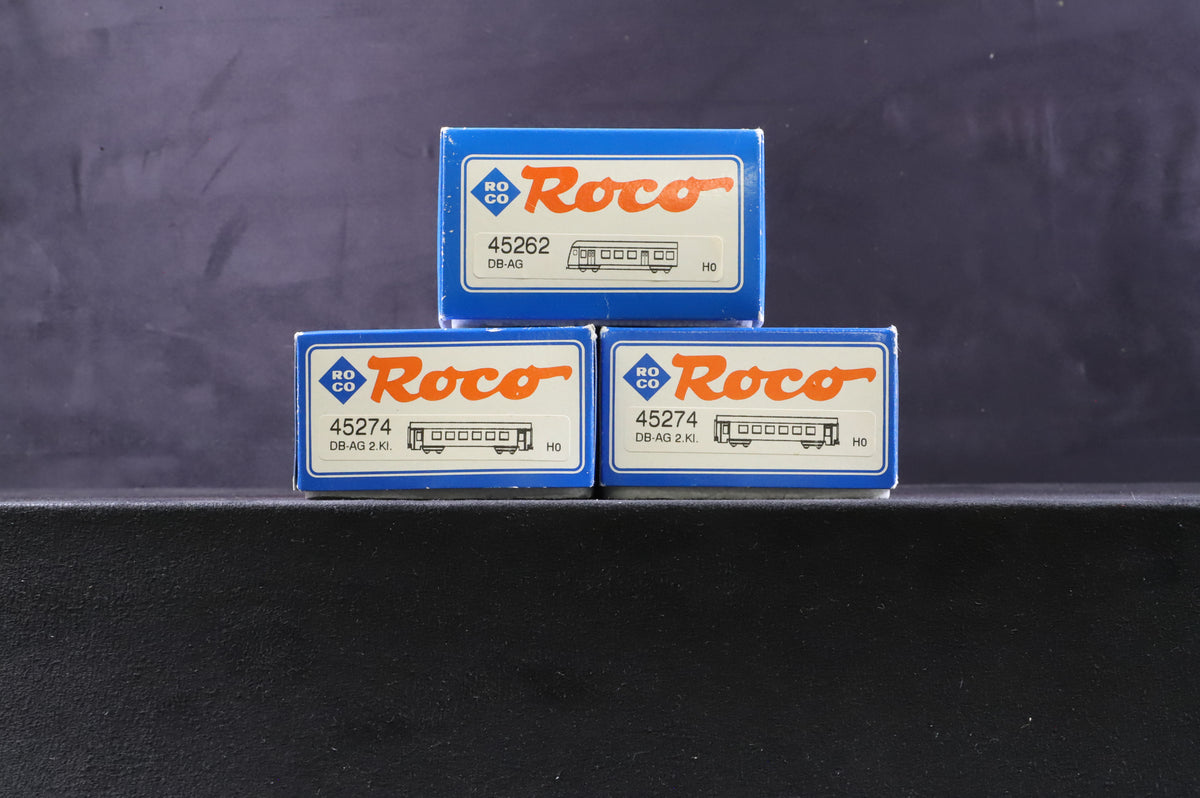 RO
CO
Roco
45262
DB-AG
H0
RO
CO
Roco
45274
DB-AG 2.Kl.
H0
RO
CO
Roco
45274
DB-AG 2.Kl.
H0